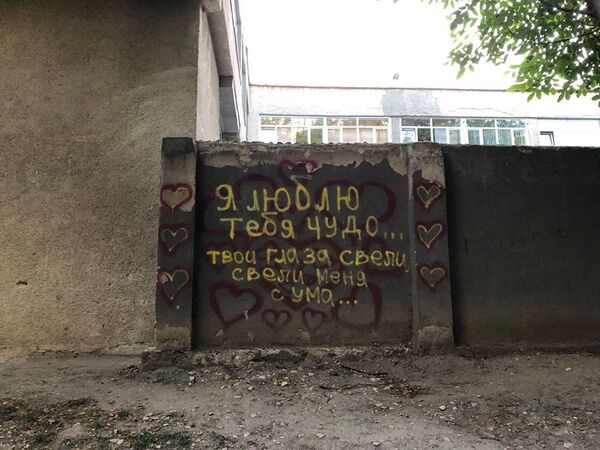 Я люблю
тебя чудо...
твои глаза свели,
свели меня
с ума...